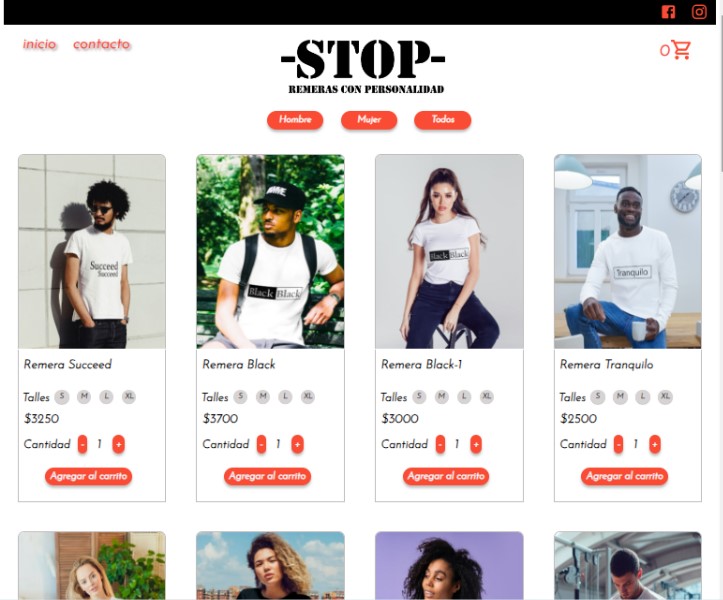 inicio contacto
-STOP-
REMERAS CON PERSONALIDAD
0
Hombre Mujer Todos
Succeed
Succeed
Black Black
Black Black
Tranquilo
Remera Succeed
Talles S M L XL
$3250
Cantidad - 1 +
Agregar al carrito
Remera Black
Talles S M L XL
$3700
Cantidad - 1 +
Agregar al carrito
Remera Black-1
Talles S M L XL
$3000
Cantidad - 1 +
Agregar al carrito
Remera Tranquilo
Talles S M L XL
$2500
Cantidad - 1 +
Agregar al carrito